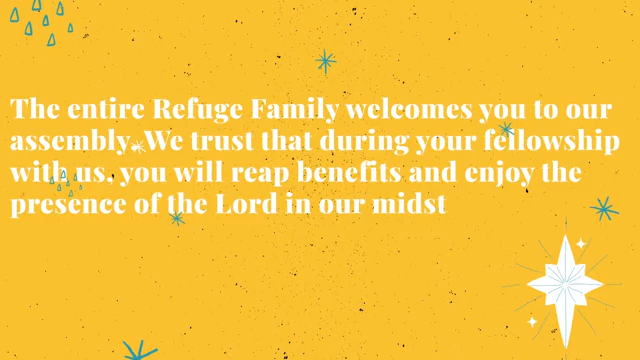 The entire Refuge Family welcomes you to our
assembly. We trust that during your fellowship
with us, you will reap benefits and enjoy the
presence of the Lord in our midst